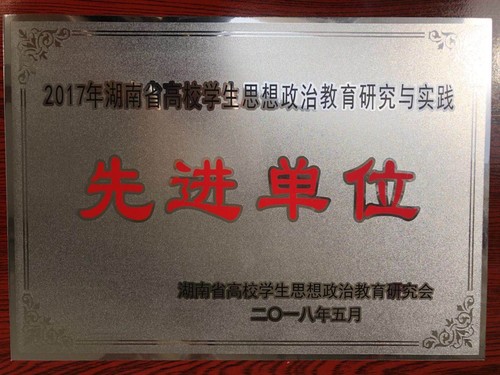 2017年湖南省高校学生思想政治教育研究与实践
先进单位
湖南省高校学生思想政治教育研究会
二〇一八年五月